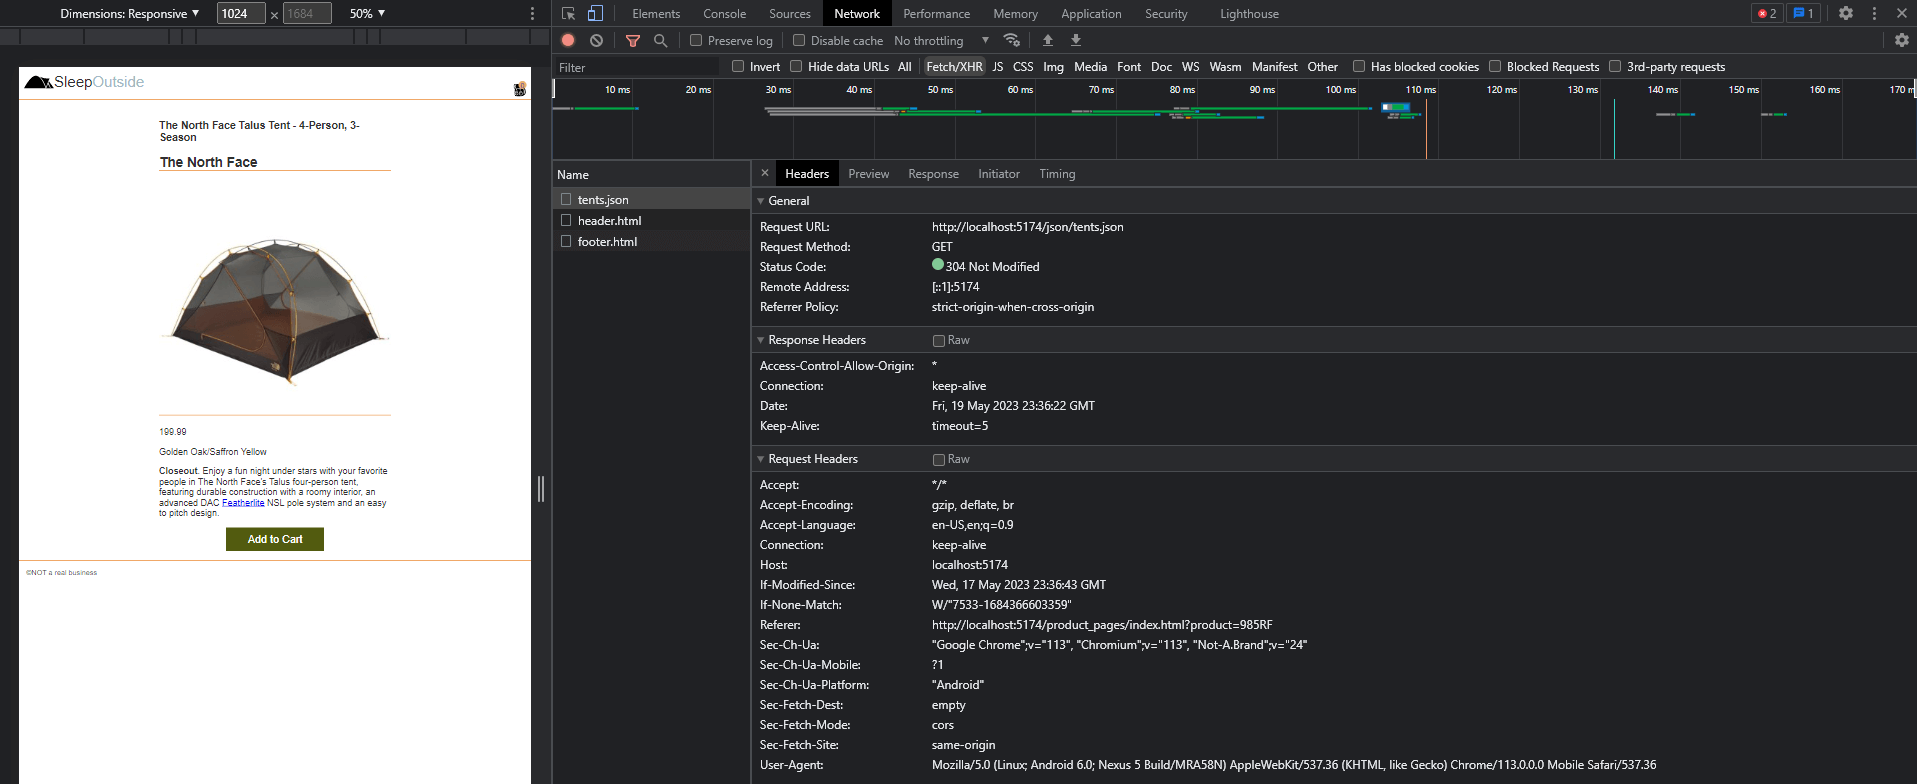 Dimensions: Responsive ▼ 1024 × 1684 50% ▼
Elements Console Sources Network Performance Memory Application Security Lighthouse 2 1
Preserve log Disable cache No throttling ▼
Filter Invert Hide data URLs All Fetch/XHR JS CSS Img Media Font Doc WS Wasm Manifest Other Has blocked cookies Blocked Requests 3rd-party requests
10 ms 20 ms 30 ms 40 ms 50 ms 60 ms 70 ms 80 ms 90 ms 100 ms 110 ms 120 ms 130 ms 140 ms 150 ms 160 ms 170 m
SleepOutside
The North Face Talus Tent - 4-Person, 3-
Season
The North Face
199.99
Golden Oak/Saffron Yellow
Closeout. Enjoy a fun night under stars with your favorite
people in The North Face's Talus four-person tent,
featuring durable construction with a roomy interior, an
advanced DAC Featherlite NSL pole system and an easy
to pitch design.
Add to Cart
©NOT a real business
Name
tents.json
header.html
footer.html
× Headers Preview Response Initiator Timing
General
Request URL: http://localhost:5174/json/tents.json
Request Method: GET
Status Code: 304 Not Modified
Remote Address: [::1]:5174
Referrer Policy: strict-origin-when-cross-origin
Response Headers Raw
Access-Control-Allow-Origin: *
Connection: keep-alive
Date: Fri, 19 May 2023 23:36:22 GMT
Keep-Alive: timeout=5
Request Headers Raw
Accept: */*
Accept-Encoding: gzip, deflate, br
Accept-Language: en-US,en;q=0.9
Connection: keep-alive
Host: localhost:5174
If-Modified-Since: Wed, 17 May 2023 23:36:43 GMT
If-None-Match: W/"7533-1684366603359"
Referer: http://localhost:5174/product_pages/index.html?product=985RF
Sec-Ch-Ua: "Google Chrome";v="113", "Chromium";v="113", "Not-A.Brand";v="24"
Sec-Ch-Ua-Mobile: ?1
Sec-Ch-Ua-Platform: "Android"
Sec-Fetch-Dest: empty
Sec-Fetch-Mode: cors
Sec-Fetch-Site: same-origin
User-Agent: Mozilla/5.0 (Linux; Android 6.0; Nexus 5 Build/MRA58N) AppleWebKit/537.36 (KHTML, like Gecko) Chrome/113.0.0.0 Mobile Safari/537.36